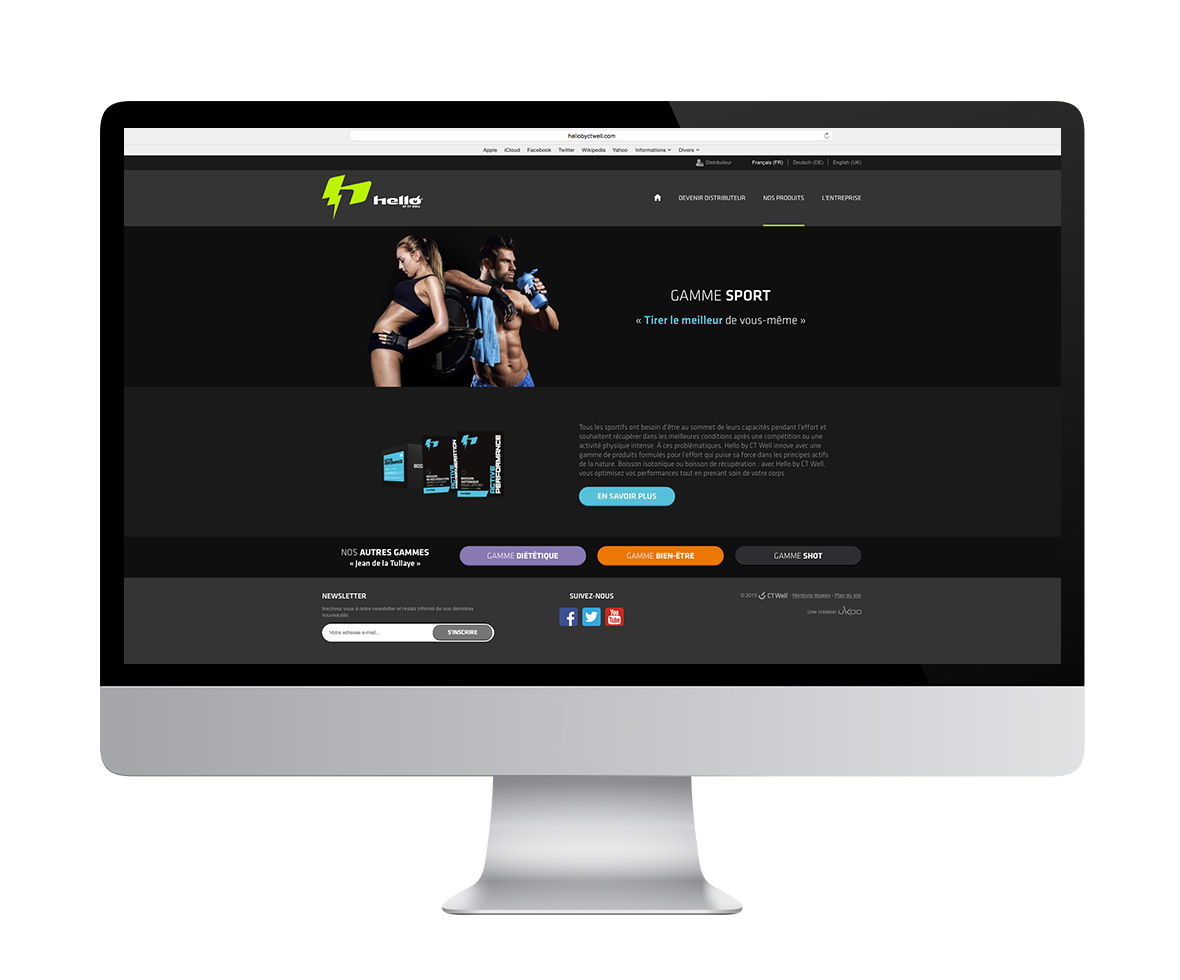 hellobyctwell.com
Apple iCloud Facebook Twitter Wikipedia Yahoo Informations Divers
Distributeur Français (FR) | Deutsch (DE) | English (UK)
hello
BY CT WELL
DEVENIR DISTRIBUTEUR NOS PRODUITS L'ENTREPRISE
GAMME SPORT
« Tirer le meilleur de vous-même »
Tous les sportifs ont besoin d'être au sommet de leurs capacités pendant l'effort et
souhaitent récupérer dans les meilleures conditions après une compétition ou une
activité physique intense. À ces problématiques, Hello by CT Well innove avec une
gamme de produits formulés pour l'effort qui puise sa force dans les principes actifs
de la nature. Boisson isotonique ou boisson de récupération : avec Hello by CT Well,
vous optimisez vos performances tout en prenant soin de votre corps
ACTIVE
PERFORMANCE
EN SAVOIR PLUS
NOS AUTRES GAMMES
« Jean de la Tullaye »
GAMME DIÉTÉTIQUE
GAMME BIEN-ÊTRE
GAMME SHOT
NEWSLETTER
Inscrivez vous à notre newsletter et restez informé de nos dernières
nouveautés.
Votre adresse e-mail... S'INSCRIRE
SUIVEZ-NOUS
You
Tube
© 2015 CT Well - Mentions légales - Plan du site
Une création ukoo